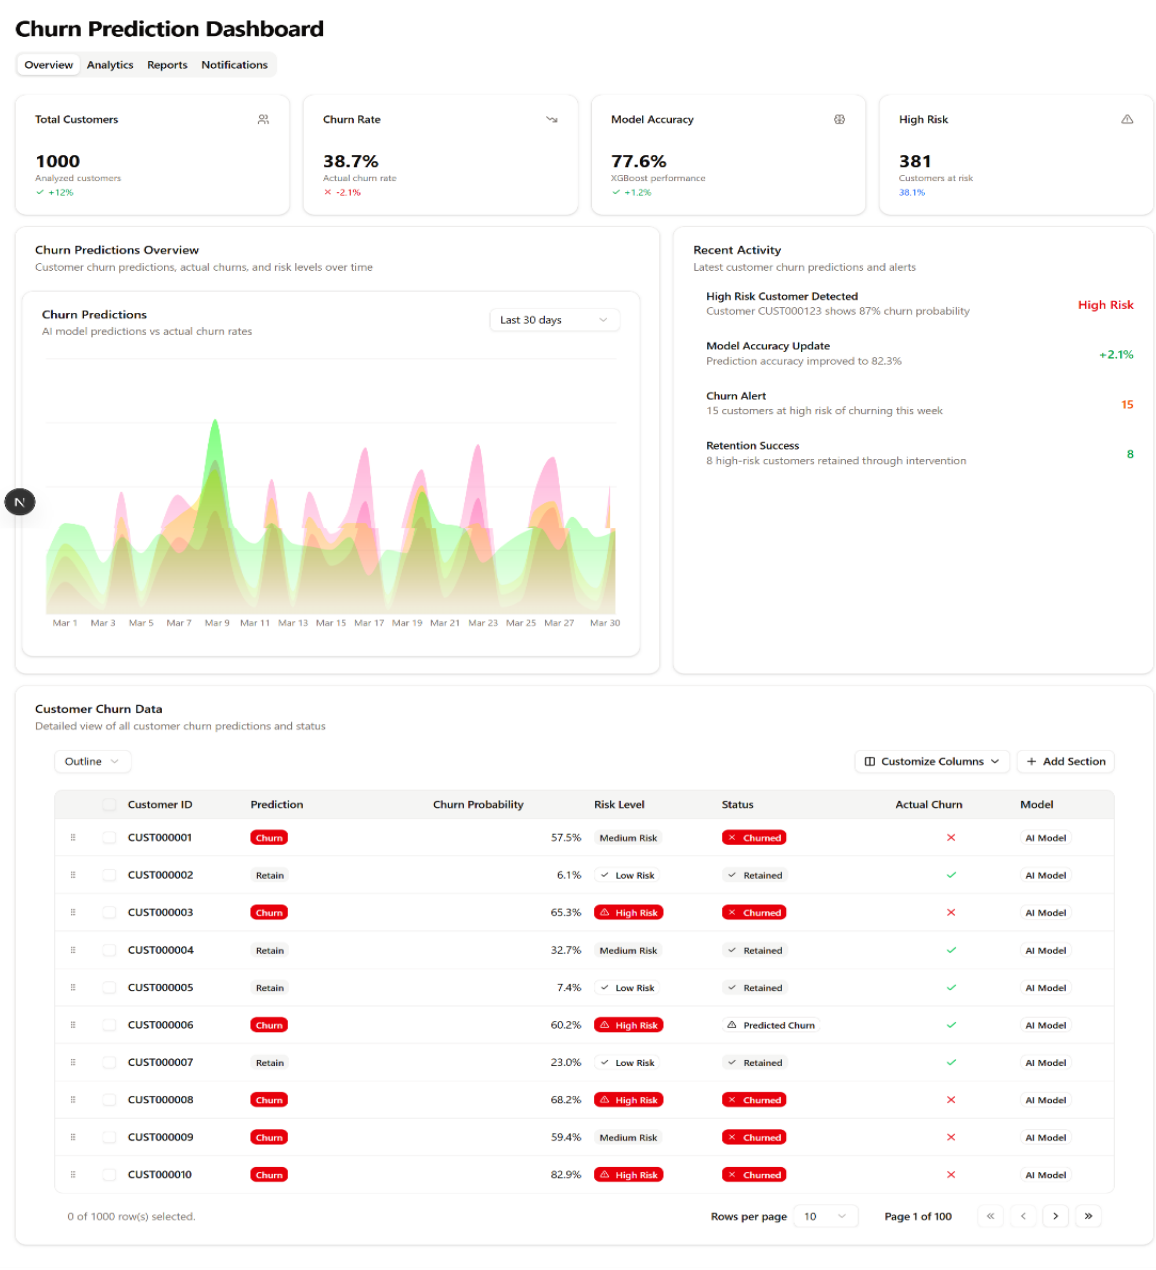 Churn Prediction Dashboard
Overview Analytics Reports Notifications
Total Customers
1000
Analyzed customers
+12%
Churn Rate
38.7%
Actual churn rate
-2.1%
Model Accuracy
77.6%
XGBoost performance
+1.2%
High Risk
381
Customers at risk
38.1%
Churn Predictions Overview
Customer churn predictions, actual churns, and risk levels over time
Churn Predictions
AI model predictions vs actual churn rates
Last 30 days
Mar 1 Mar 3 Mar 5 Mar 7 Mar 9 Mar 11 Mar 13 Mar 15 Mar 17 Mar 19 Mar 21 Mar 23 Mar 25 Mar 27 Mar 30
N
Recent Activity
Latest customer churn predictions and alerts
High Risk Customer Detected
Customer CUST000123 shows 87% churn probability
High Risk
Model Accuracy Update
Prediction accuracy improved to 82.3%
+2.1%
Churn Alert
15 customers at high risk of churning this week
15
Retention Success
8 high-risk customers retained through intervention
8
Customer Churn Data
Detailed view of all customer churn predictions and status
Outline Customize Columns + Add Section
Customer ID Prediction Churn Probability Risk Level Status Actual Churn Model
CUST000001 Churn 57.5% Medium Risk Churned AI Model
CUST000002 Retain 6.1% Low Risk Retained AI Model
CUST000003 Churn 65.3% High Risk Churned AI Model
CUST000004 Retain 32.7% Medium Risk Retained AI Model
CUST000005 Retain 7.4% Low Risk Retained AI Model
CUST000006 Churn 60.2% High Risk Predicted Churn AI Model
CUST000007 Retain 23.0% Low Risk Retained AI Model
CUST000008 Churn 68.2% High Risk Churned AI Model
CUST000009 Churn 59.4% Medium Risk Churned AI Model
CUST000010 Churn 82.9% High Risk Churned AI Model
0 of 1000 row(s) selected. Rows per page 10 Page 1 of 100